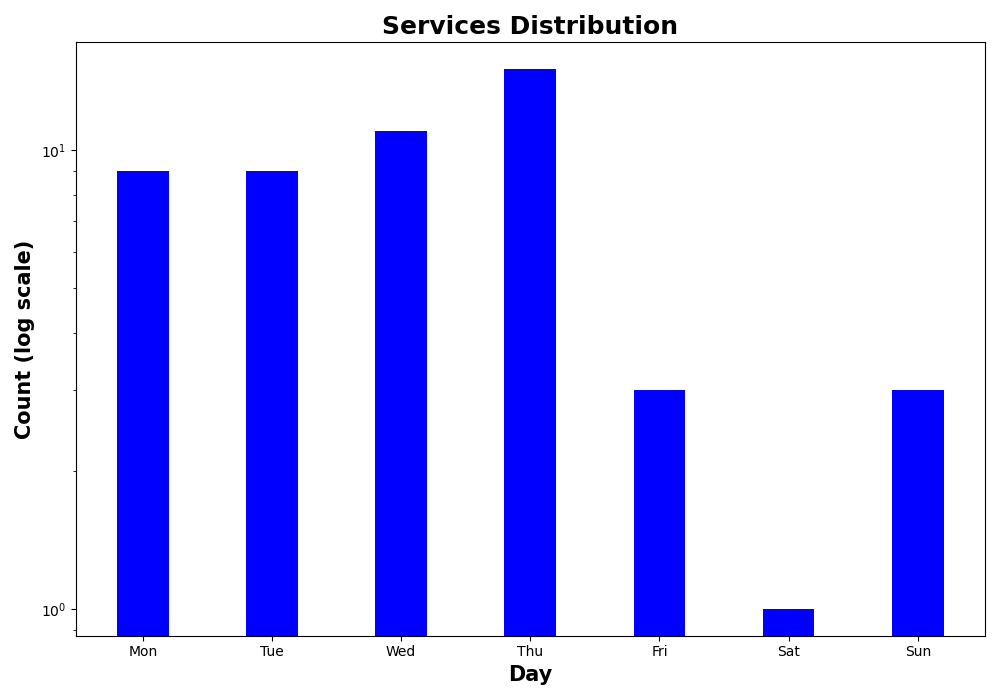 Services Distribution
Count (log scale)
10¹
10⁰
Mon Tue Wed Thu Fri Sat Sun
Day